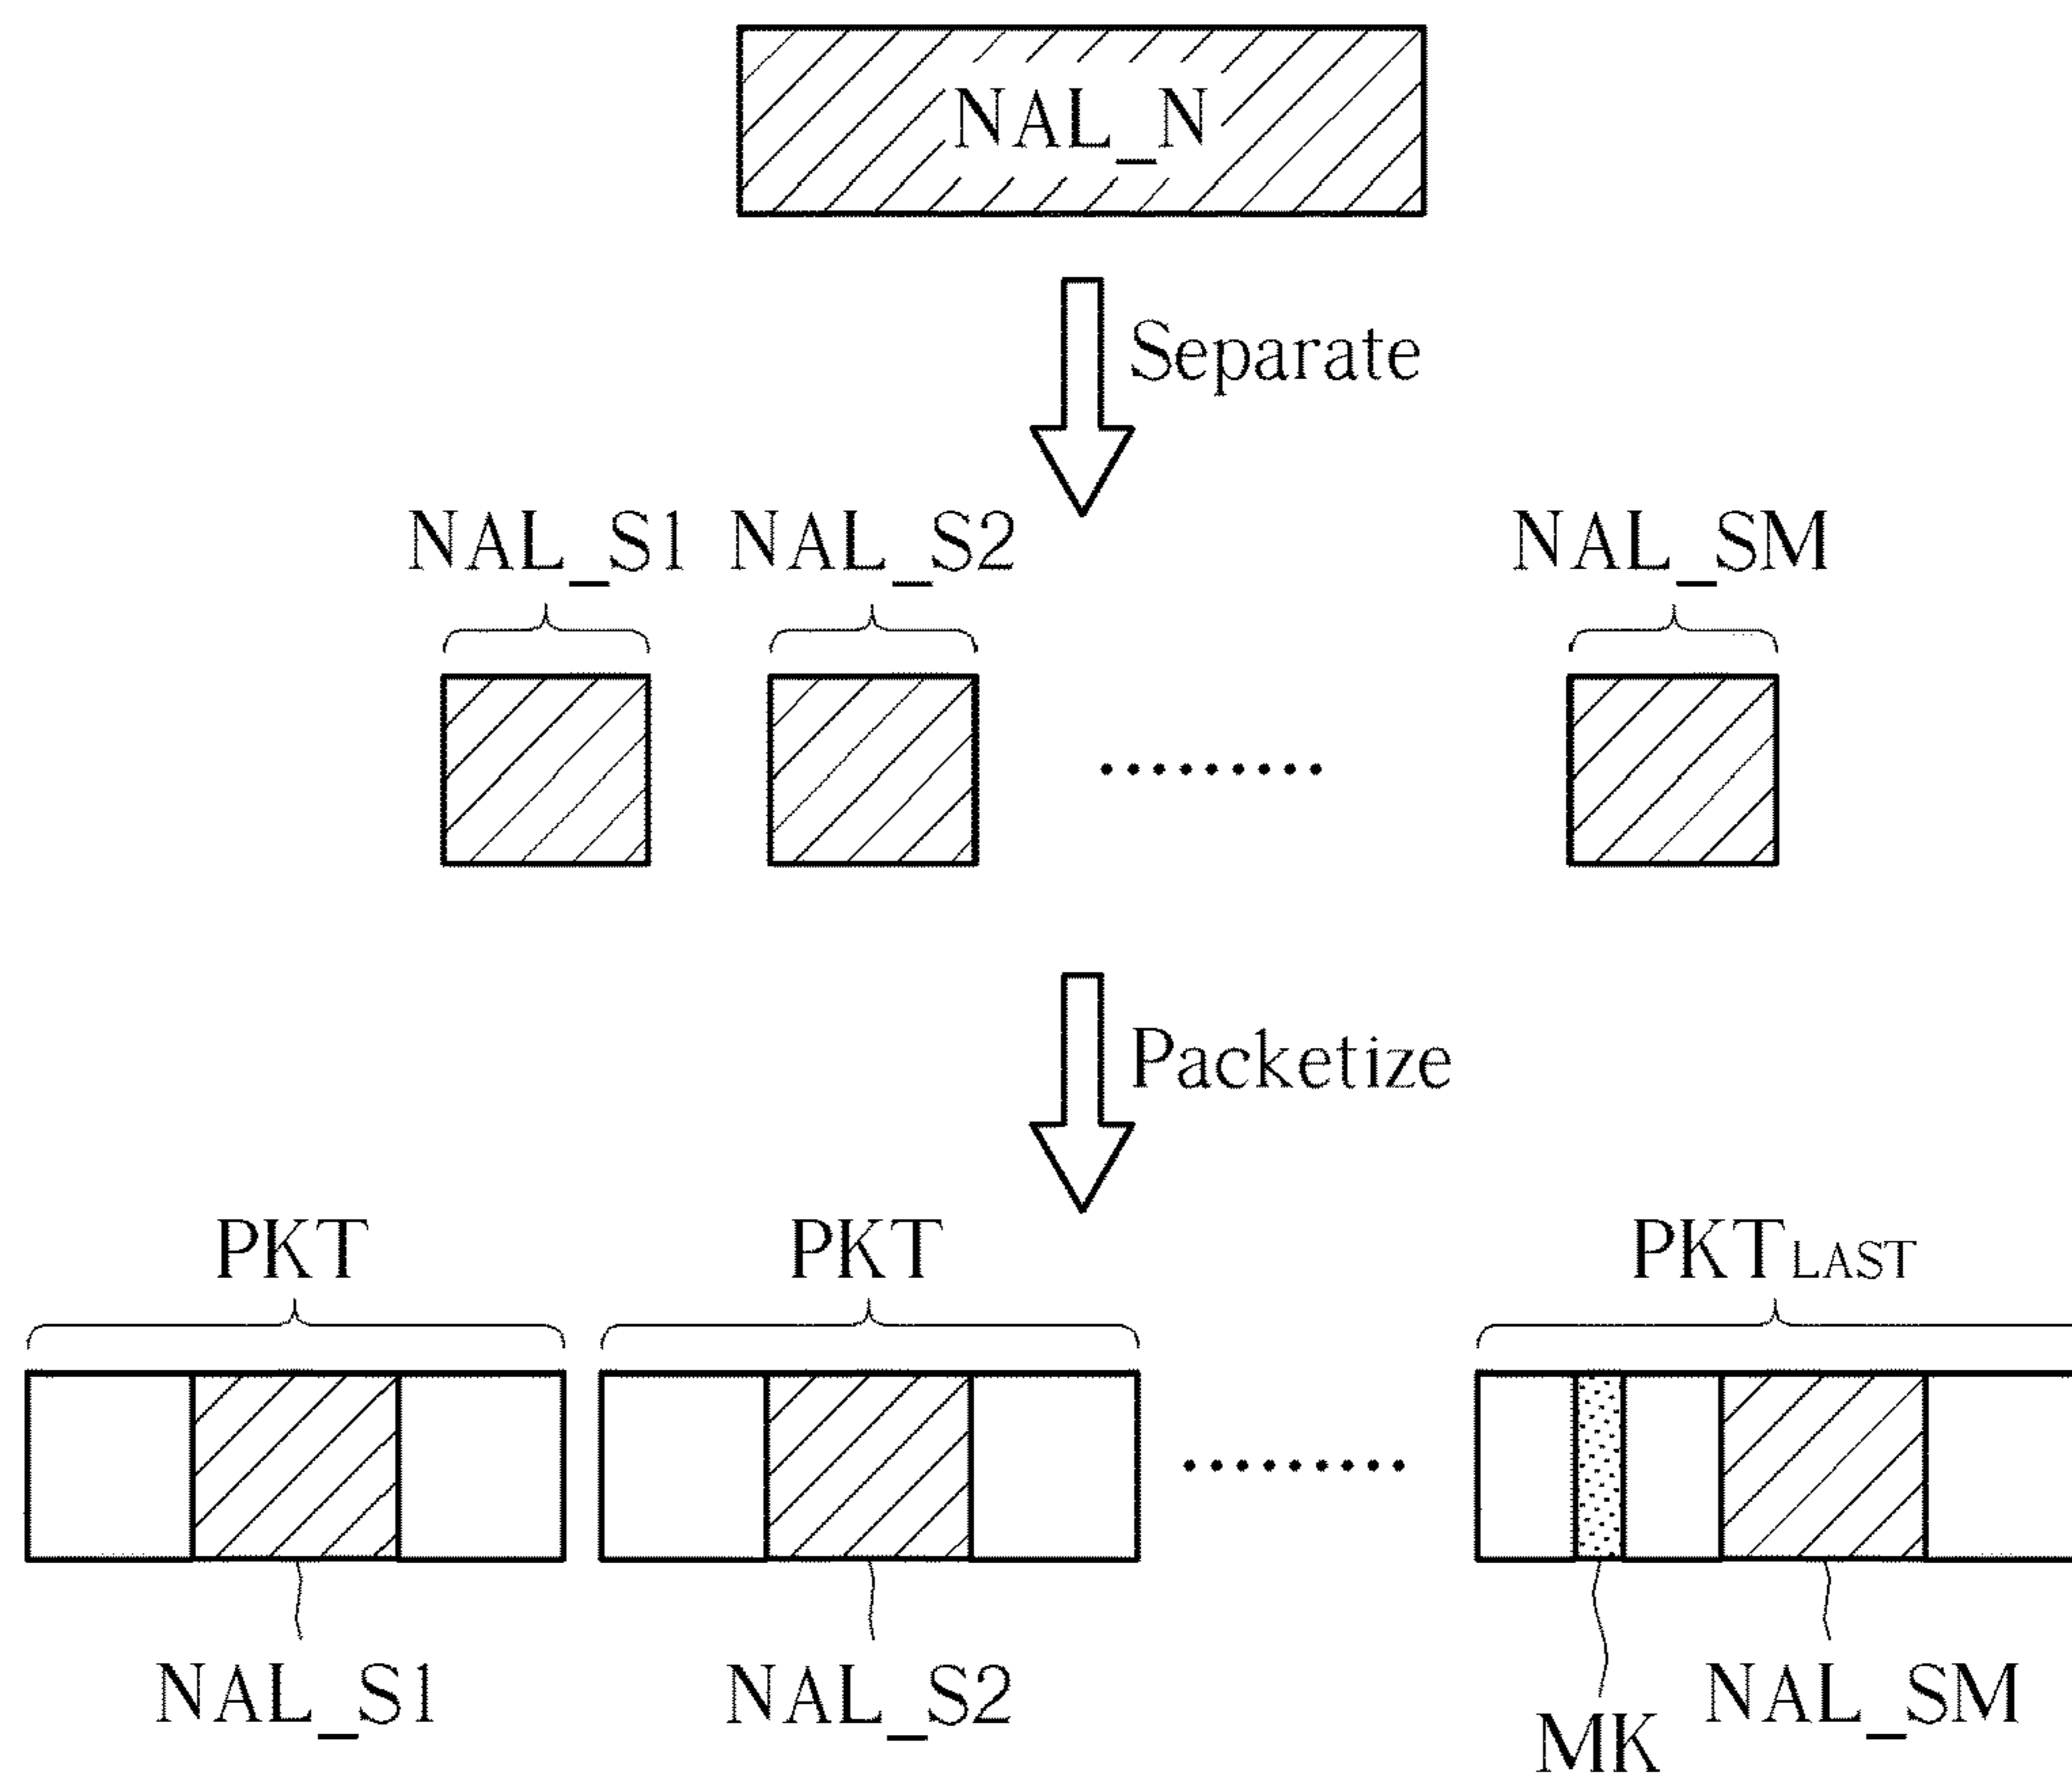 NAL_N
Separate
NAL_S1 NAL_S2 NAL_SM
Packetize
PKT PKT PKTLAST
NAL_S1 NAL_S2 MK NAL_SM